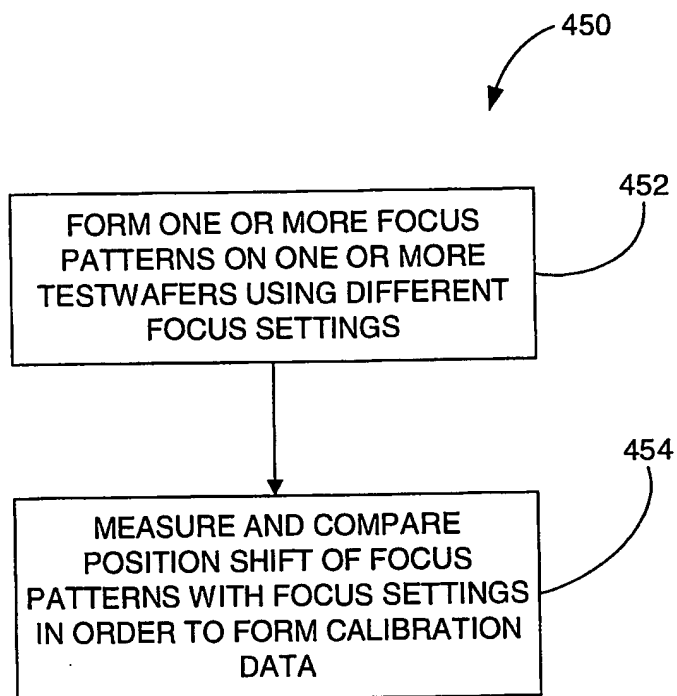 450
452
FORM ONE OR MORE FOCUS
PATTERNS ON ONE OR MORE
TESTWAFERS USING DIFFERENT
FOCUS SETTINGS
454
MEASURE AND COMPARE
POSITION SHIFT OF FOCUS
PATTERNS WITH FOCUS SETTINGS
IN ORDER TO FORM CALIBRATION
DATA